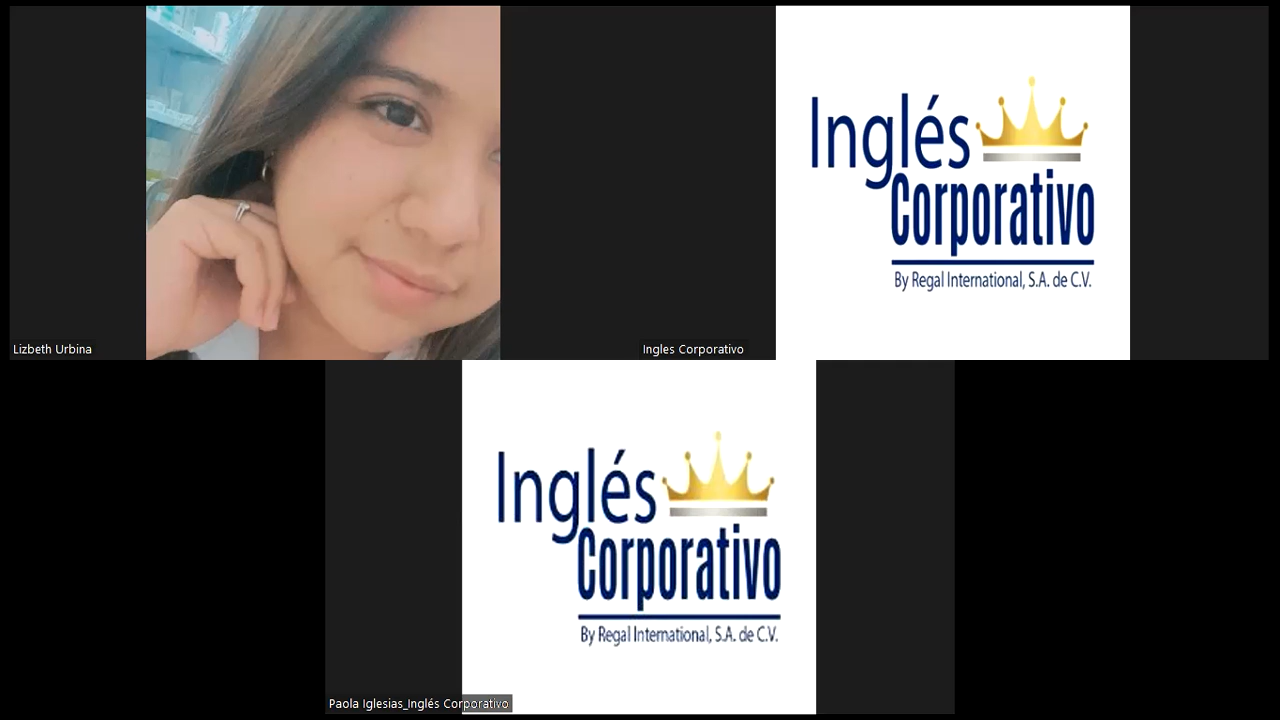 Lizbeth Urbina
Inglés
Corporativo
By Regal International, S.A. de C.V.
Ingles Corporativo
Inglés
Corporativo
By Regal International, S.A. de C.V.
Paola Iglesias_Inglés Corporativo